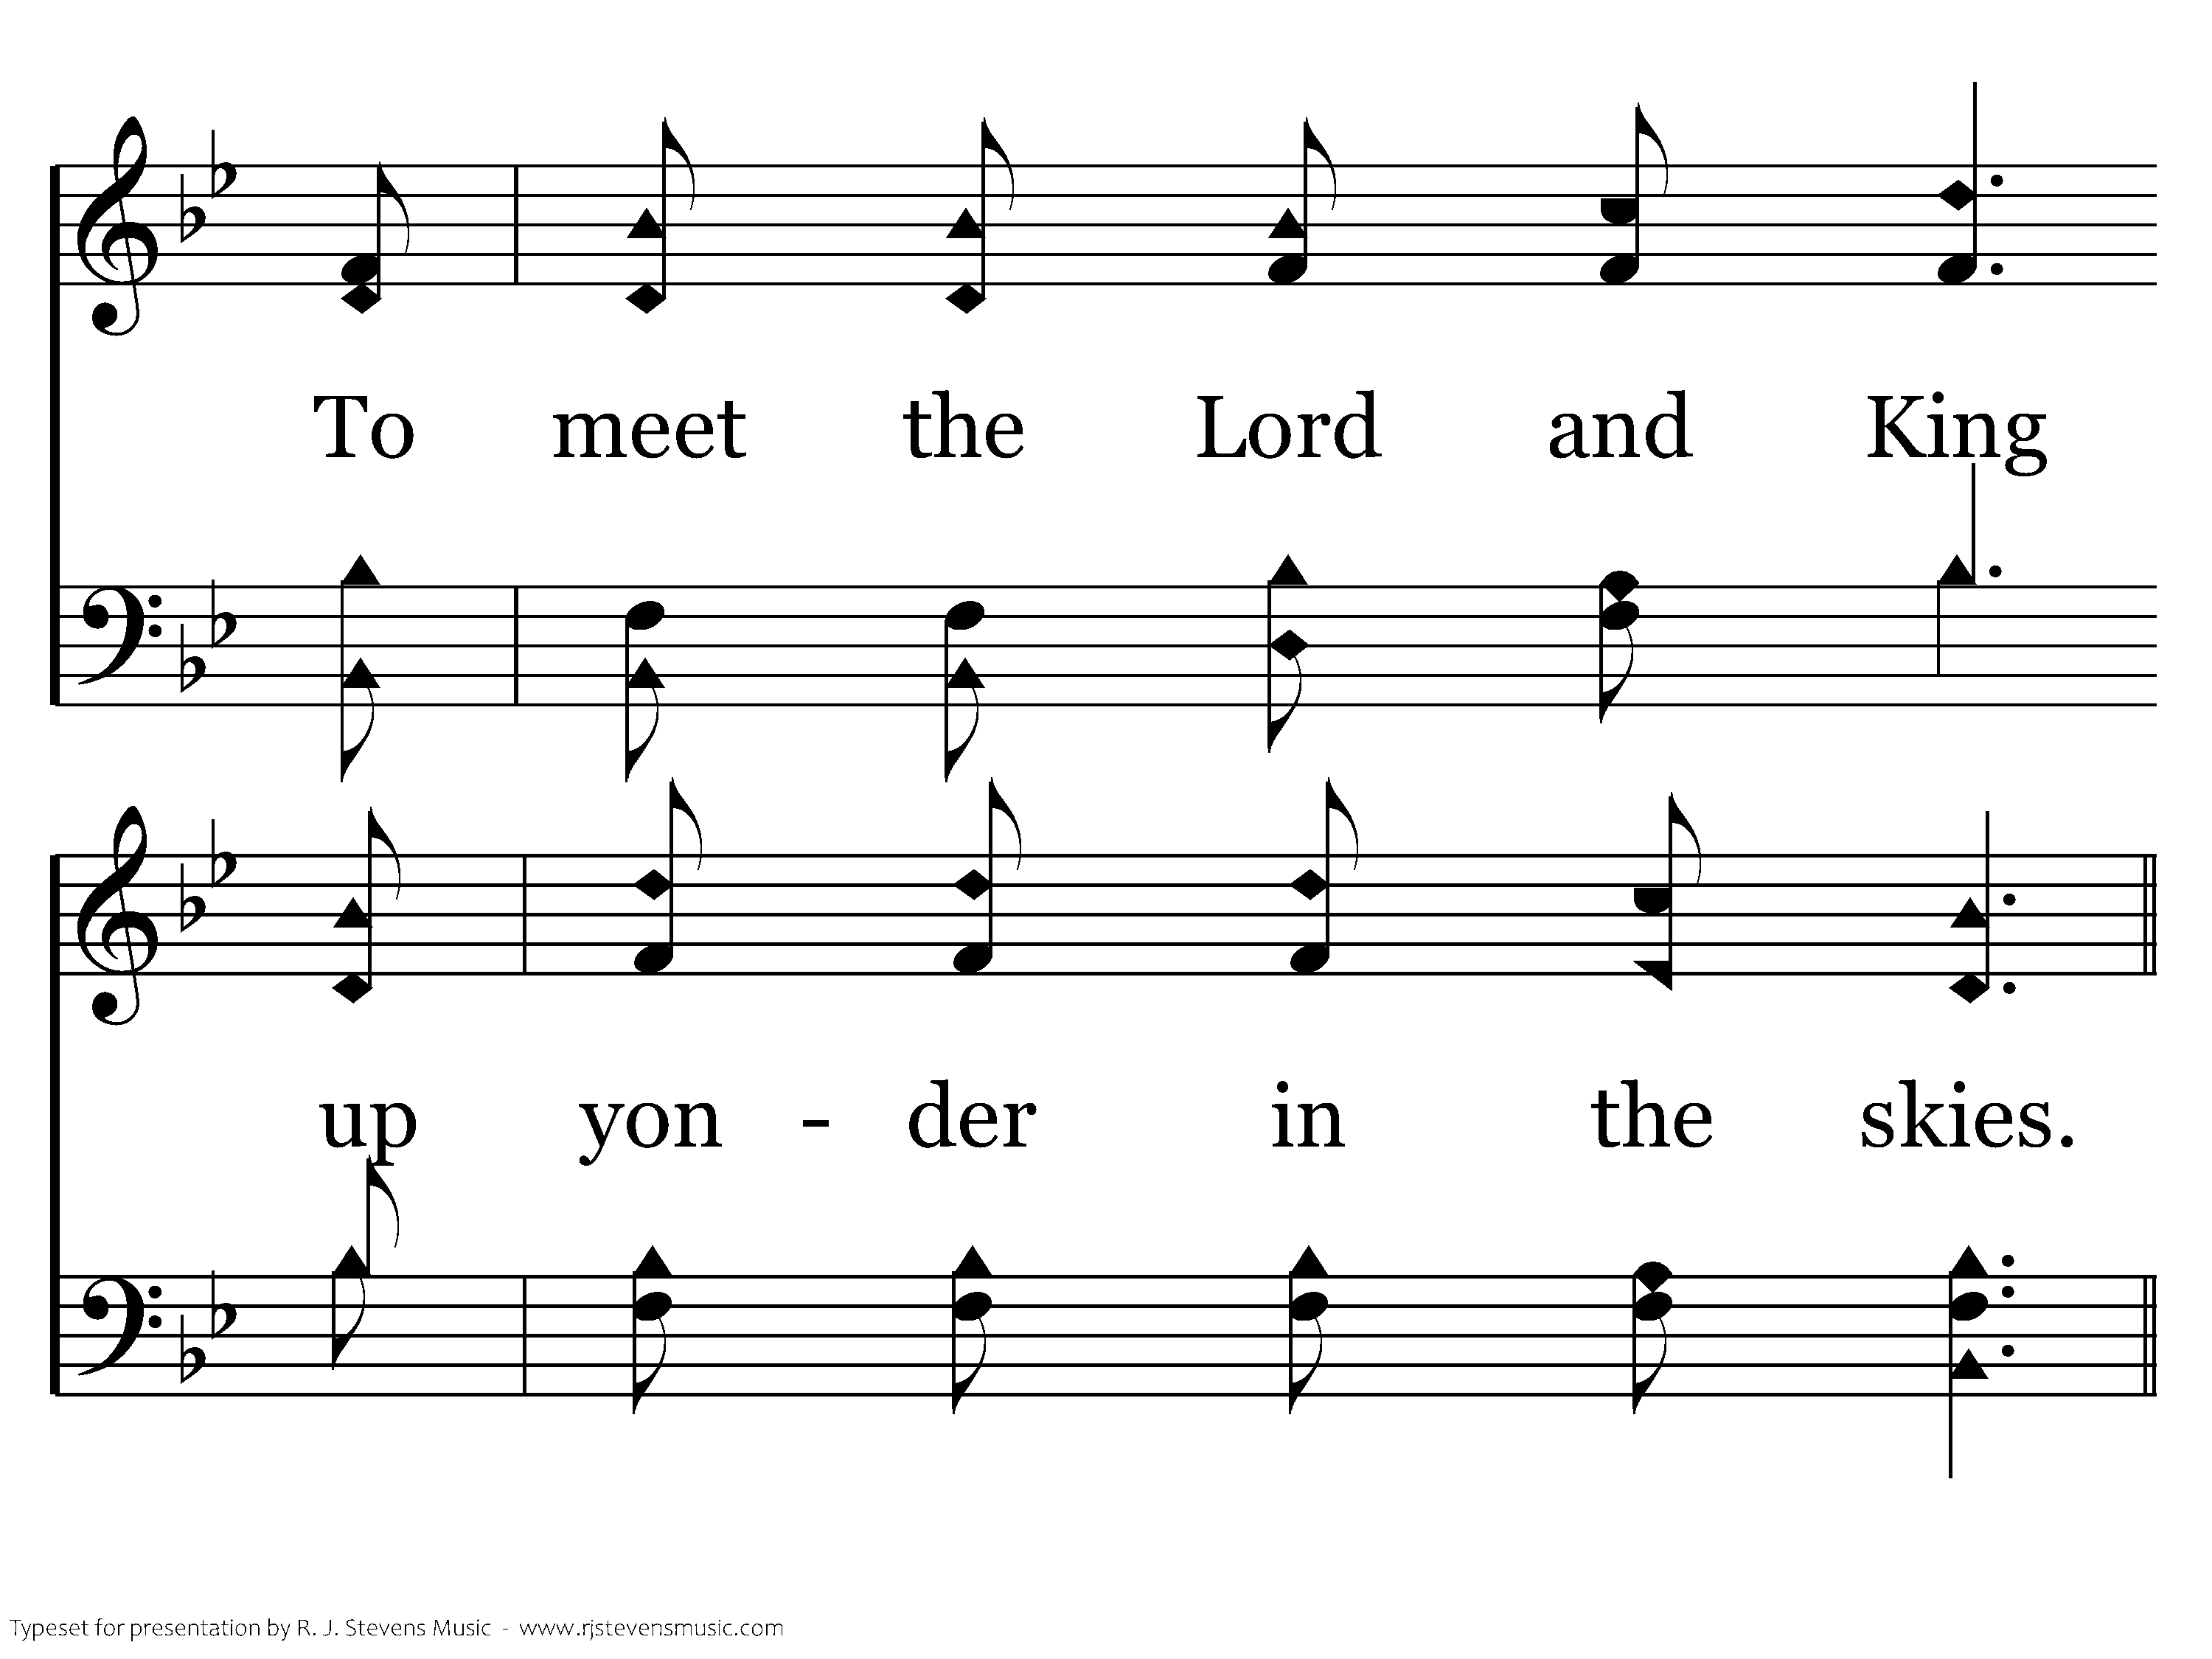 To meet the Lord and King
up yon - der in the skies.
Typeset for presentation by R. J. Stevens Music - www.rjstevensmusic.com